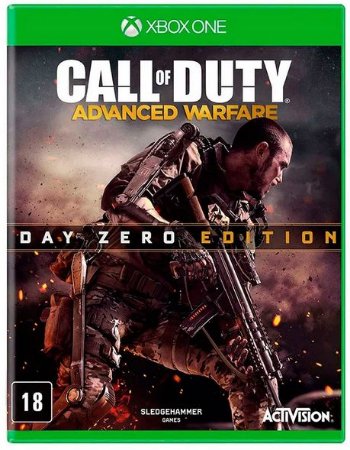 XBOX ONE
CALL OF DUTY®
ADVANCED WARFARE
DAY ZERO EDITION
18
SLEDGEHAMMER
GAMES
ACTIVISION